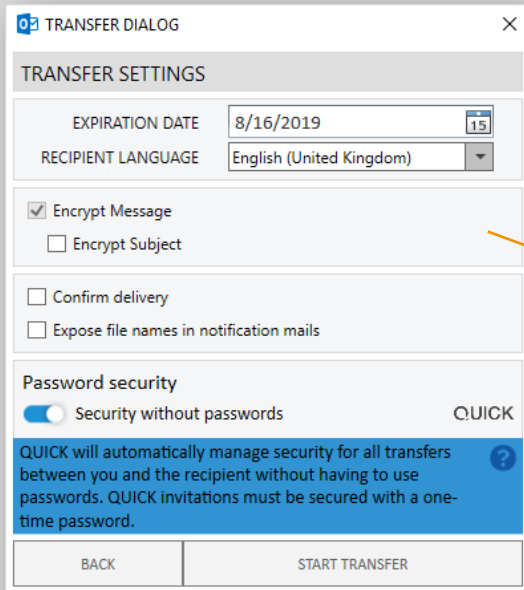 TRANSFER DIALOG
TRANSFER SETTINGS
EXPIRATION DATE 8/16/2019 15
RECIPIENT LANGUAGE English (United Kingdom)
Encrypt Message
Encrypt Subject
Confirm delivery
Expose file names in notification mails
Password security
Security without passwords QUICK
QUICK will automatically manage security for all transfers
between you and the recipient without having to use
passwords. QUICK invitations must be secured with a one-
time password.
BACK START TRANSFER